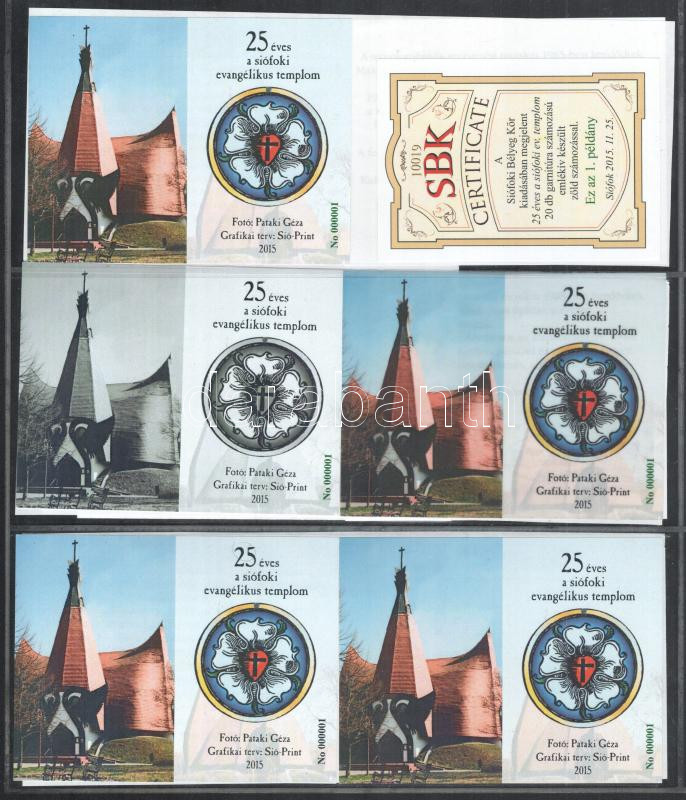 25 éves
a siófoki
evangélikus templom
Fotó: Pataki Géza
Grafikai terv: Sió-Print
2015
No 000001
10019
SBK
CERTIFICATE
A
Siófoki Bélyeg Kör
kiadásában megjelent
25 éves a siófoki ev. templom
20 db garnitúra számozású
emlékív készült
zöld számozással.
Ez az 1. példány
Siófok 2015. 11. 25.
25 éves
a siófoki
evangélikus templom
Fotó: Pataki Géza
Grafikai terv: Sió-Print
2015
No 000001
25 éves
a siófoki
evangélikus templom
Fotó: Pataki Géza
Grafikai terv: Sió-Print
2015
No 000001
darabanth
25 éves
a siófoki
evangélikus templom
Fotó: Pataki Géza
Grafikai terv: Sió-Print
2015
No 000001
25 éves
a siófoki
evangélikus templom
Fotó: Pataki Géza
Grafikai terv: Sió-Print
2015
No 000001